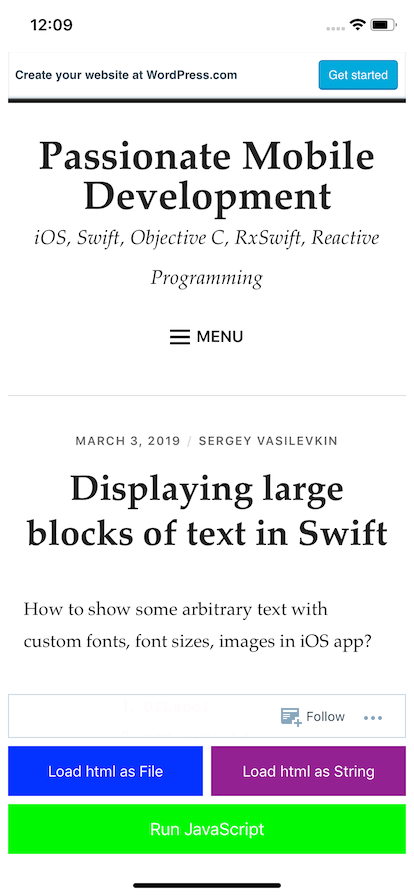 12:09
Create your website at WordPress.com
Get started
Passionate Mobile
Development
iOS, Swift, Objective C, RxSwift, Reactive
Programming
MENU
MARCH 3, 2019 / SERGEY VASILEVKIN
Displaying large
blocks of text in Swift
How to show some arbitrary text with
custom fonts, font sizes, images in iOS app?
Follow
Load html as File
Load html as String
Run JavaScript